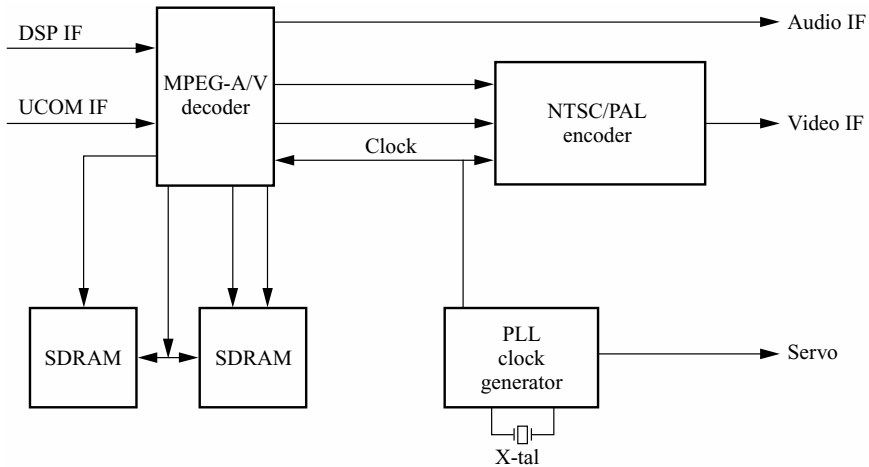 DSP IF
Audio IF
MPEG-A/V
decoder
UCOM IF
NTSC/PAL
encoder
Video IF
Clock
SDRAM
SDRAM
PLL
clock
generator
Servo
X-tal